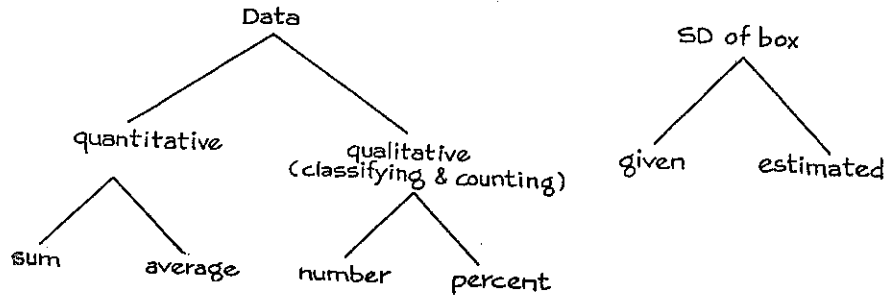 Data
SD of box
quantitative
qualitative
(classifying & counting)
given
estimated
sum
average
number
percent